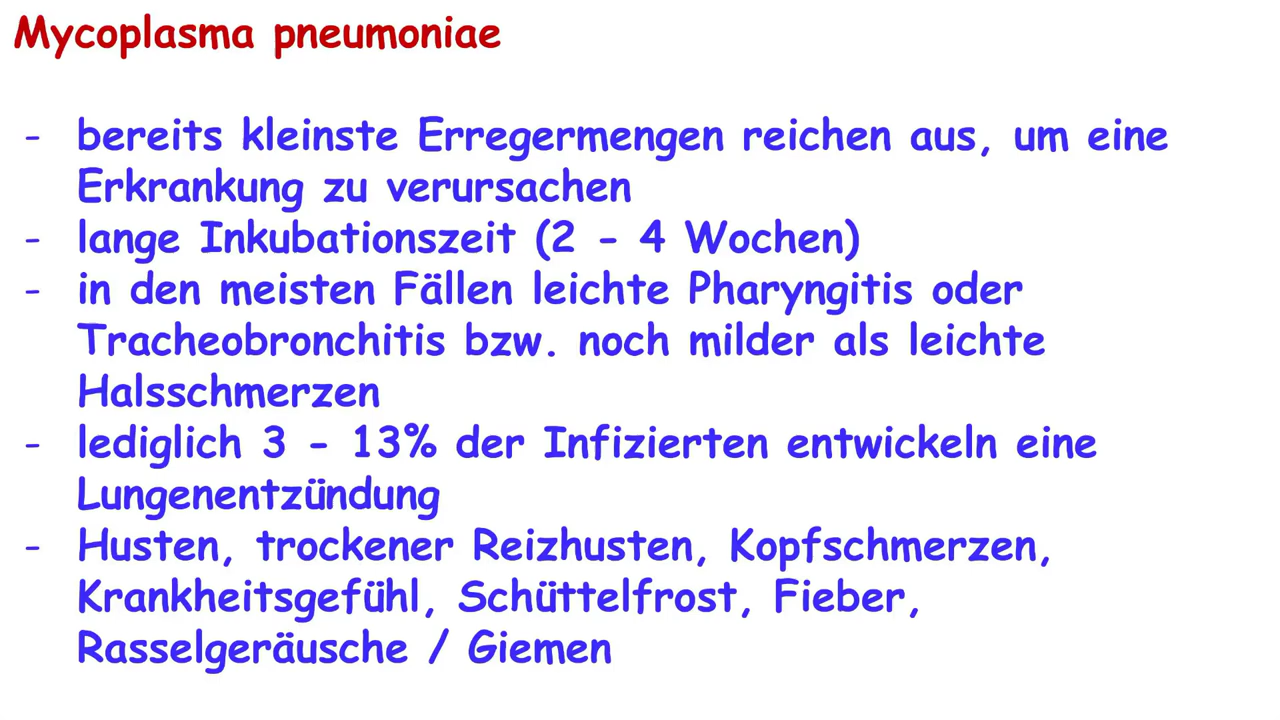 Mycoplasma pneumoniae
- bereits kleinste Erregermengen reichen aus, um eine
Erkrankung zu verursachen
- lange Inkubationszeit (2 - 4 Wochen)
- in den meisten Fällen leichte Pharyngitis oder
Tracheobronchitis bzw. noch milder als leichte
Halsschmerzen
- lediglich 3 - 13% der Infizierten entwickeln eine
Lungenentzündung
- Husten, trockener Reizhusten, Kopfschmerzen,
Krankheitsgefühl, Schüttelfrost, Fieber,
Rasselgeräusche / Giemen